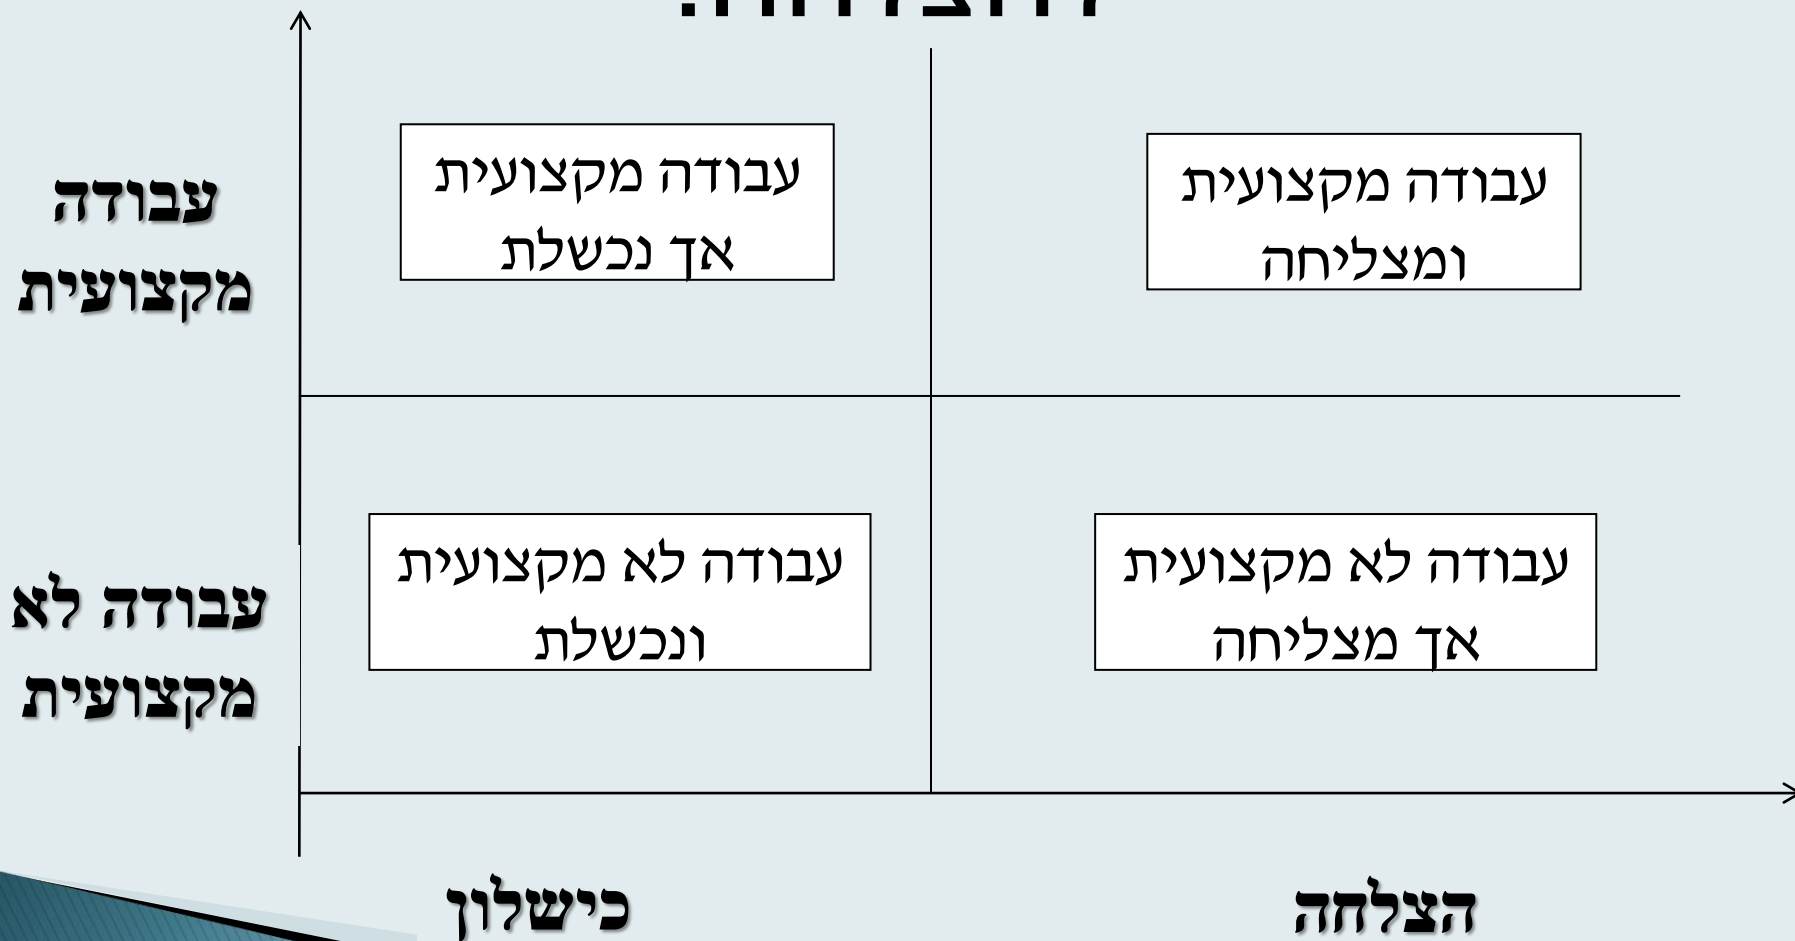 עבודה מקצועית
אך נכשלת
עבודה מקצועית
ומצליחה
עבודה
מקצועית
עבודה לא מקצועית
ונכשלת
עבודה לא מקצועית
אך מצליחה
עבודה לא
מקצועית
כישלון
הצלחה